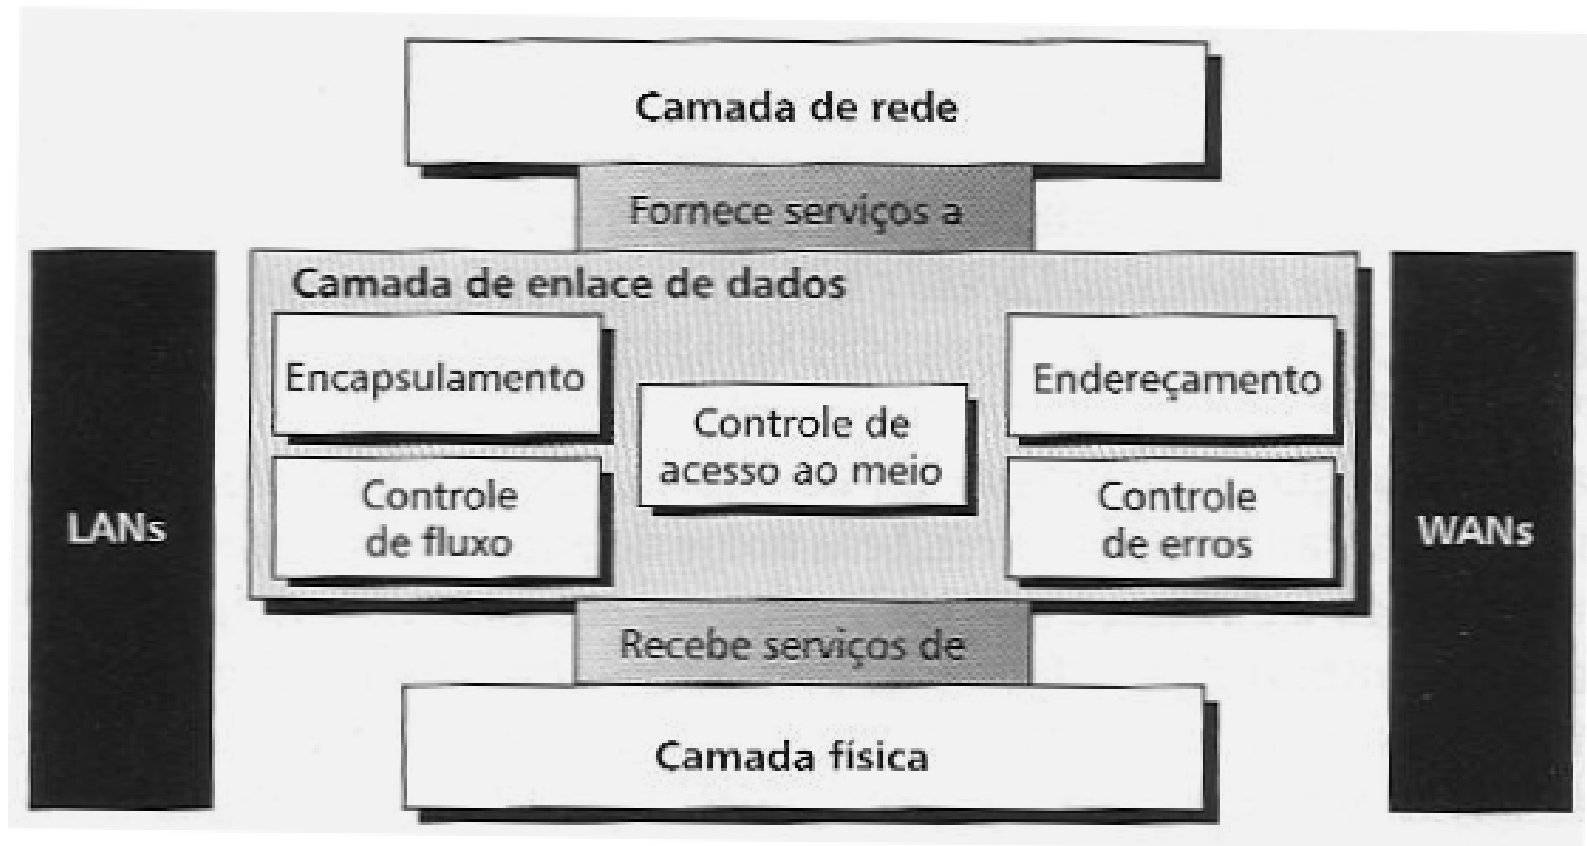 Camada de rede
Fornece serviços a
Camada de enlace de dados
Encapsulamento
Endereçamento
Controle de
acesso ao meio
Controle
de fluxo
Controle
de erros
LANs
WANs
Recebe serviços de
Camada física